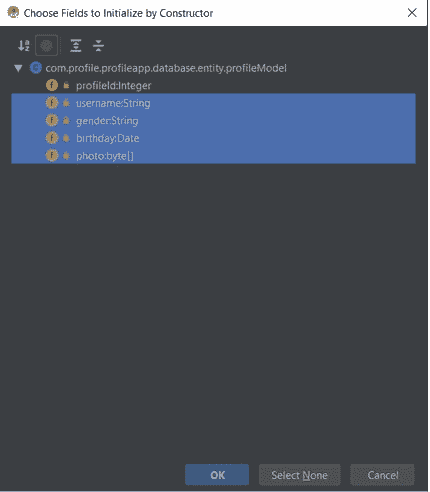 Choose Fields to Initialize by Constructor
com.profile.profileapp.database.entity.profileModel
profileId:Integer
username:String
gender:String
birthday:Date
photo:byte[]
OK Select None Cancel